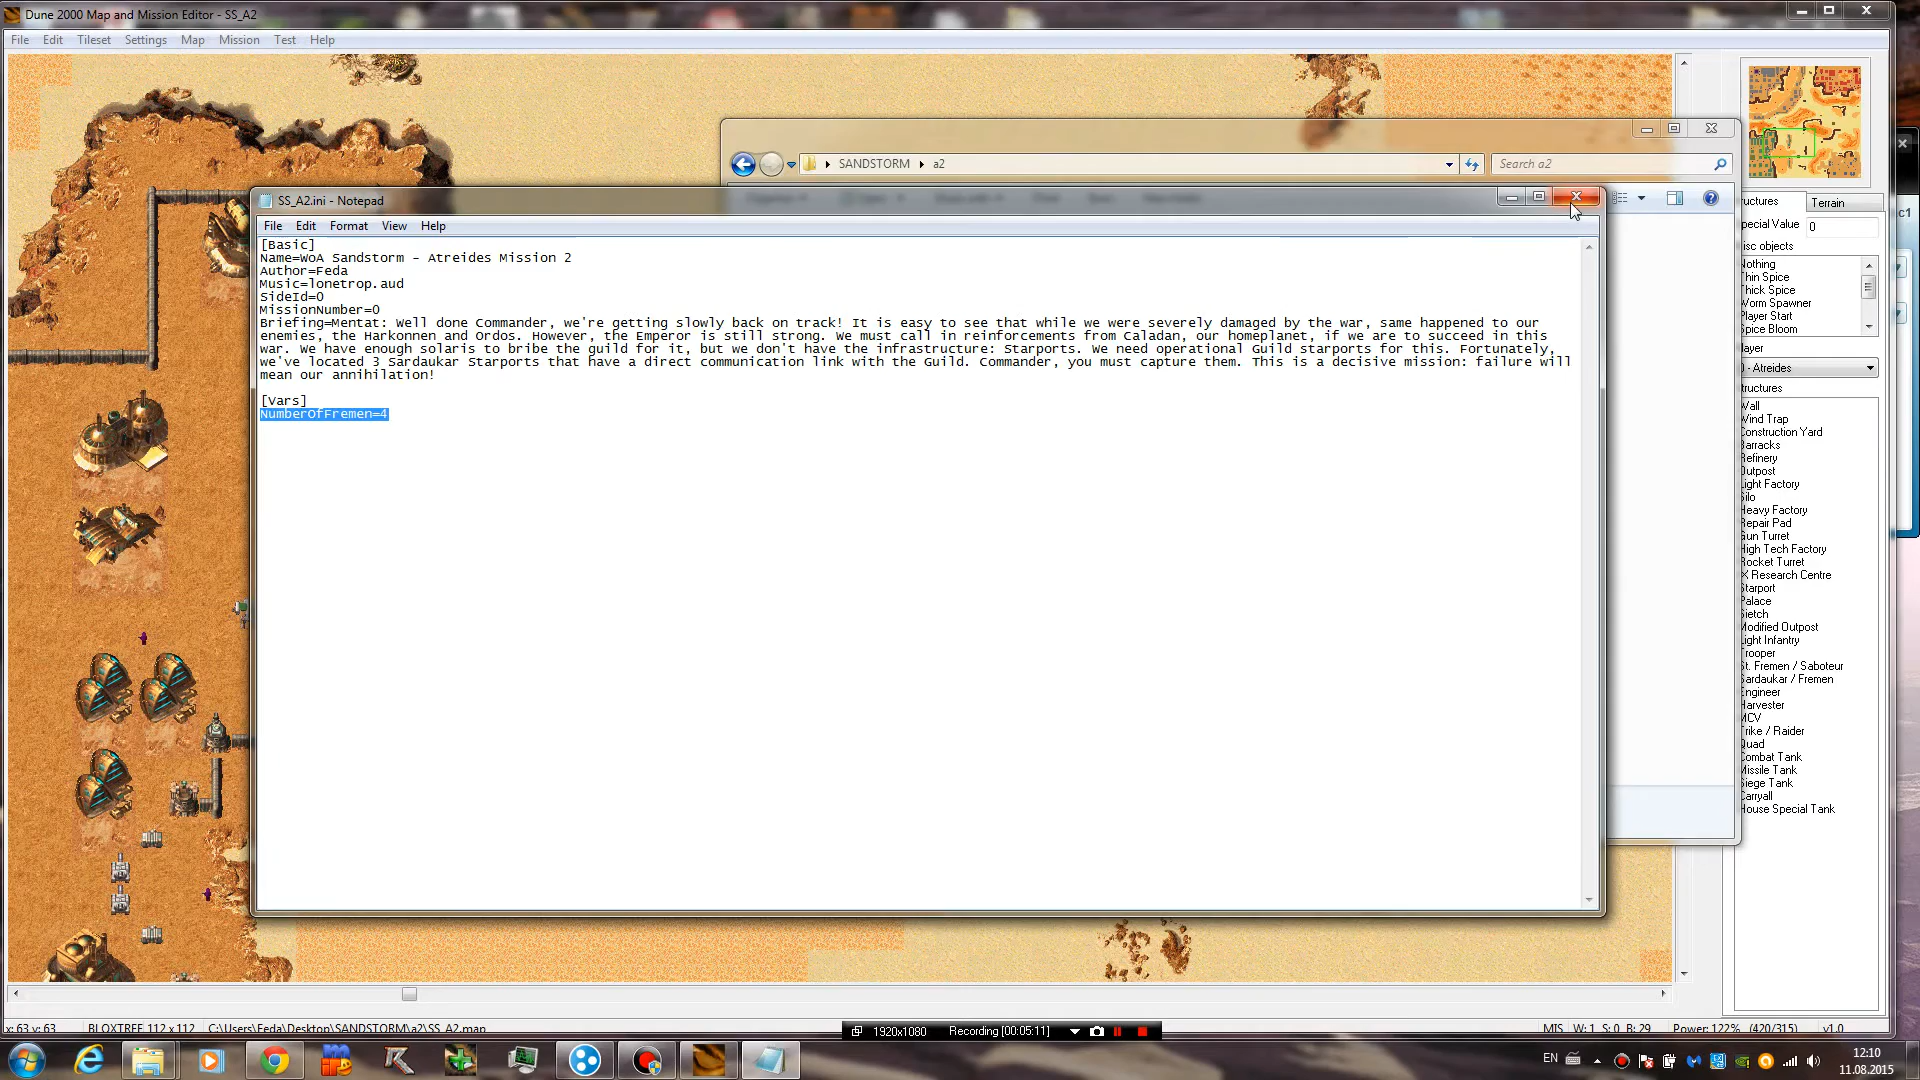 Dune 2000 Map and Mission Editor - SS_A2
File Edit Tileset Settings Map Mission Test Help
SANDSTORM a2
Search a2
SS_A2.ini - Notepad
File Edit Format View Help
[Basic]
Name=WoA Sandstorm - Atreides Mission 2
Author=Feda
Music=lonetrop.aud
SideId=0
MissionNumber=0
Briefing=Mentat: Well done Commander, we're getting slowly back on track! It is easy to see that while we were severely damaged by the war, same happened to our
enemies, the Harkonnen and Ordos. However, the Emperor is still strong. We must call in reinforcements from Caladan, our homeplanet, if we are to succeed in this
war. We have enough solaris to bribe the guild for it, but we don't have the infrastructure: Starports. We need operational Guild starports for this. Fortunately,
we've located 3 Sardaukar Starports that have a direct communication link with the Guild. Commander, you must capture them. This is a decisive mission: failure will
mean our annihilation!
[Vars]
NumberOfFremen=4
ructures Terrain
pecial Value 0
isc objects
Nothing
Thin Spice
Thick Spice
Worm Spawner
Player Start
Spice Bloom
layer
- Atreides
tructures
Wall
Wind Trap
Construction Yard
Barracks
Refinery
Outpost
Light Factory
Silo
Heavy Factory
Repair Pad
Gun Turret
High Tech Factory
Rocket Turret
IX Research Centre
Starport
Palace
Sietch
Modified Outpost
Light Infantry
Trooper
St. Fremen / Saboteur
Sardaukar / Fremen
Engineer
Harvester
MCV
Trike / Raider
Quad
Combat Tank
Missile Tank
Siege Tank
Carryall
House Special Tank
c1
x: 63 y: 63 BLOXTREE 112 x 112 C:\Users\Feda\Desktop\SANDSTORM\a2\SS_A2.map
1920x1080 Recording [00:05:11]
MIS W: 1 S: 0 B: 29 Power: 122% (420/315) v1.0
EN
12:10
11.08.2015